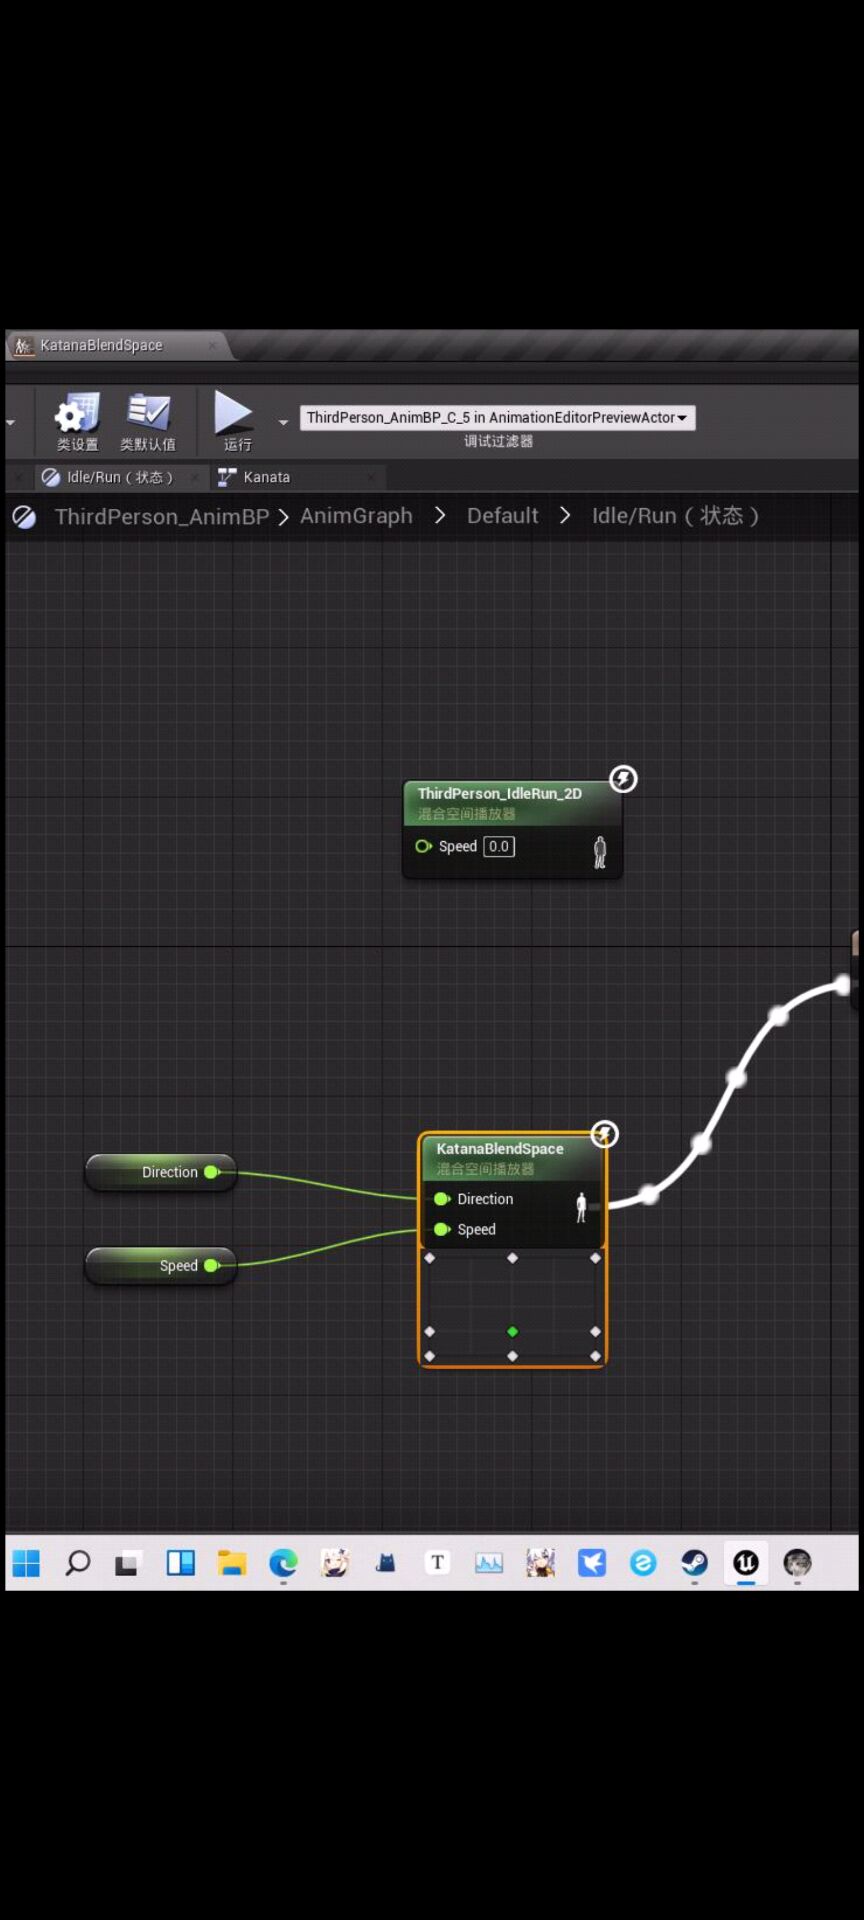 KatanaBlendSpace
ThirdPerson_AnimBP_C_5 in AnimationEditorPreviewActor
类设置
类默认值
运行
调试过滤器
Idle/Run（状态）
Kanata
ThirdPerson_AnimBP > AnimGraph > Default > Idle/Run（状态）
ThirdPerson_IdleRun_2D
混合空间播放器
Speed 0.0
KatanaBlendSpace
混合空间播放器
Direction
Direction
Speed
Speed
T